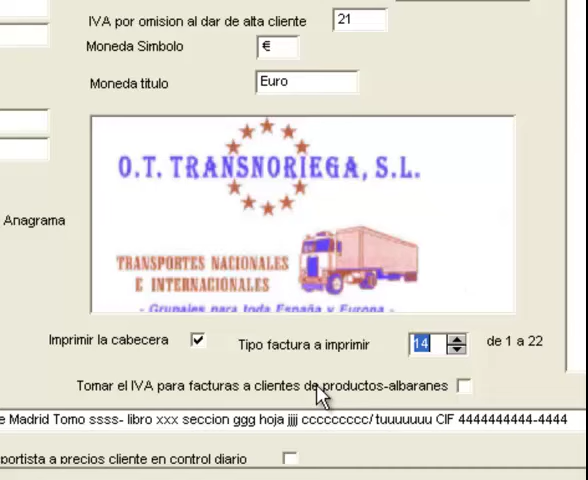 IVA por omision al dar de alta cliente 21
Moneda Simbolo €
Moneda titulo Euro
O.T. TRANSNORIEGA, S.L.
Anagrama
TRANSPORTES NACIONALES
E INTERNACIONALES
- Grupajes para toda España y Europa -
Imprimir la cabecera Tipo factura a imprimir 14 de 1 a 22
Tomar el IVA para facturas a clientes de productos-albaranes
e Madrid Tomo ssss- libro xxx seccion ggg hoja jjjj ccccccccc/ tuuuuuuu CIF 4444444444-4444
portista a precios cliente en control diario